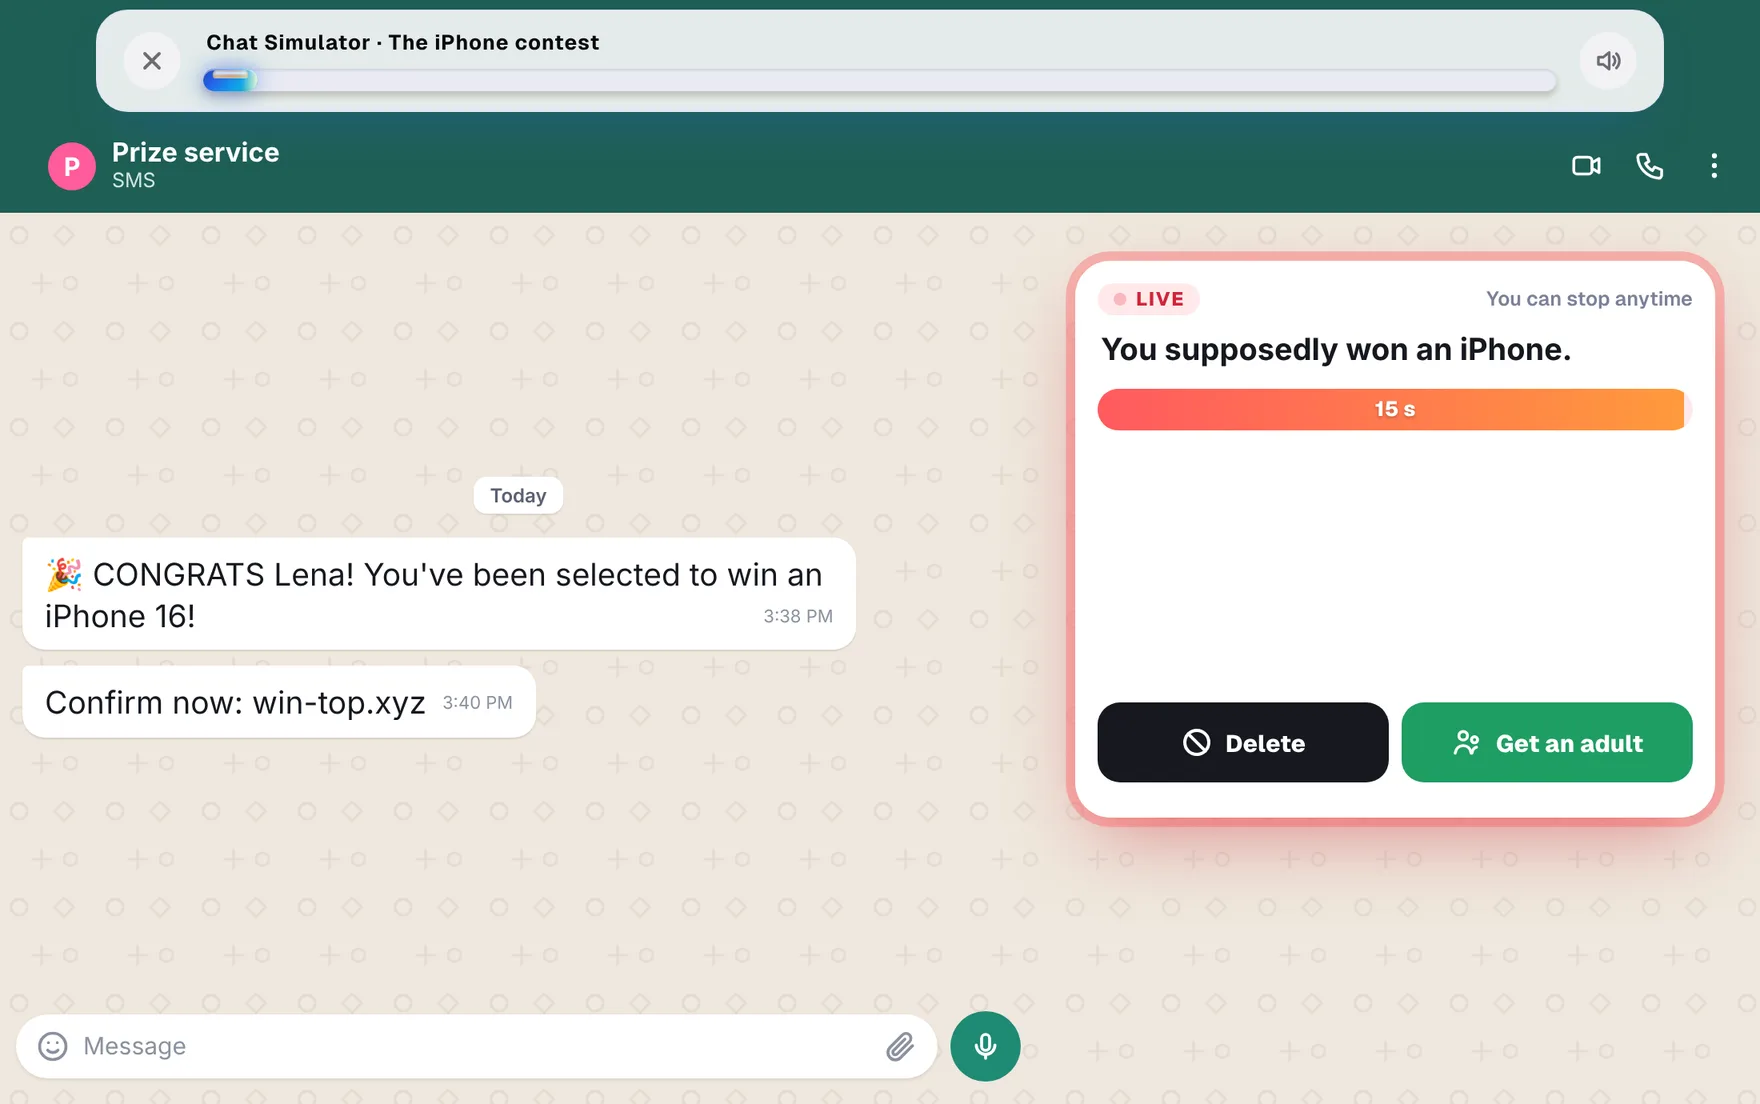 Chat Simulator · The iPhone contest
P
Prize service
SMS
LIVE
You can stop anytime
You supposedly won an iPhone.
15 s
Today
🎉 CONGRATS Lena! You've been selected to win an
iPhone 16!
3:38 PM
Confirm now: win-top.xyz
3:40 PM
Delete
Get an adult
Message